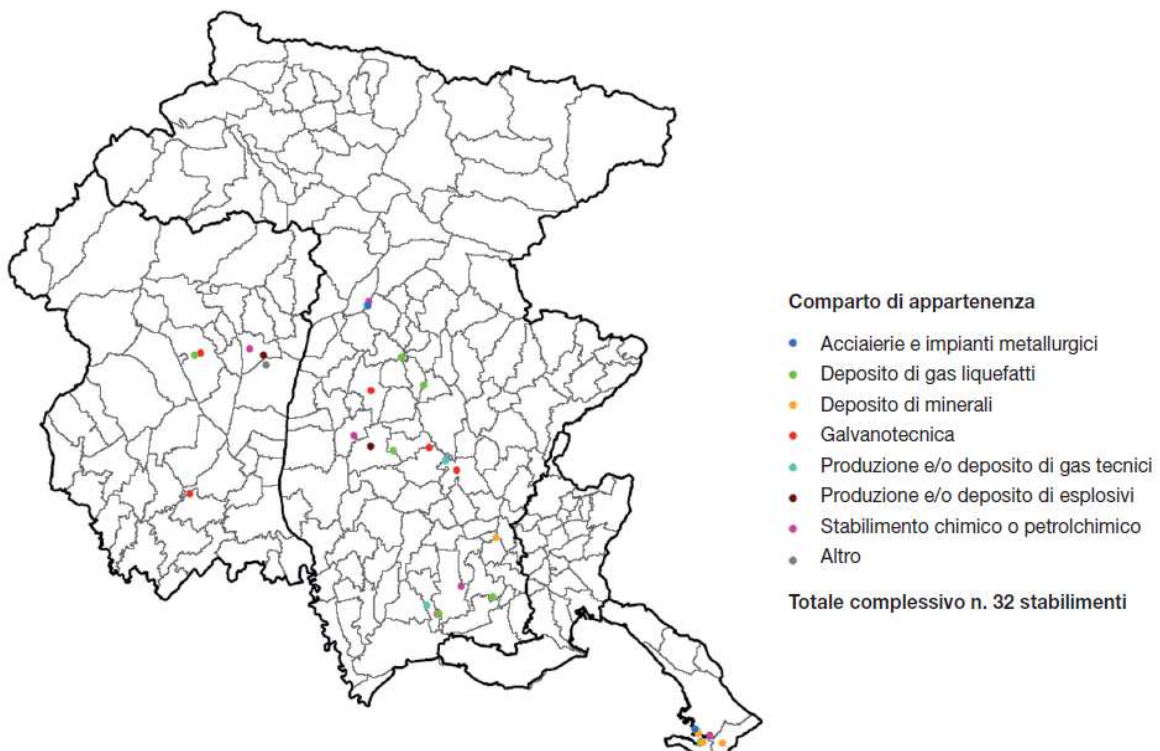 Comparto di appartenenza
Acciaierie e impianti metallurgici
Deposito di gas liquefatti
Deposito di minerali
Galvanotecnica
Produzione e/o deposito di gas tecnici
Produzione e/o deposito di esplosivi
Stabilimento chimico o petrolchimico
Altro
Totale complessivo n. 32 stabilimenti